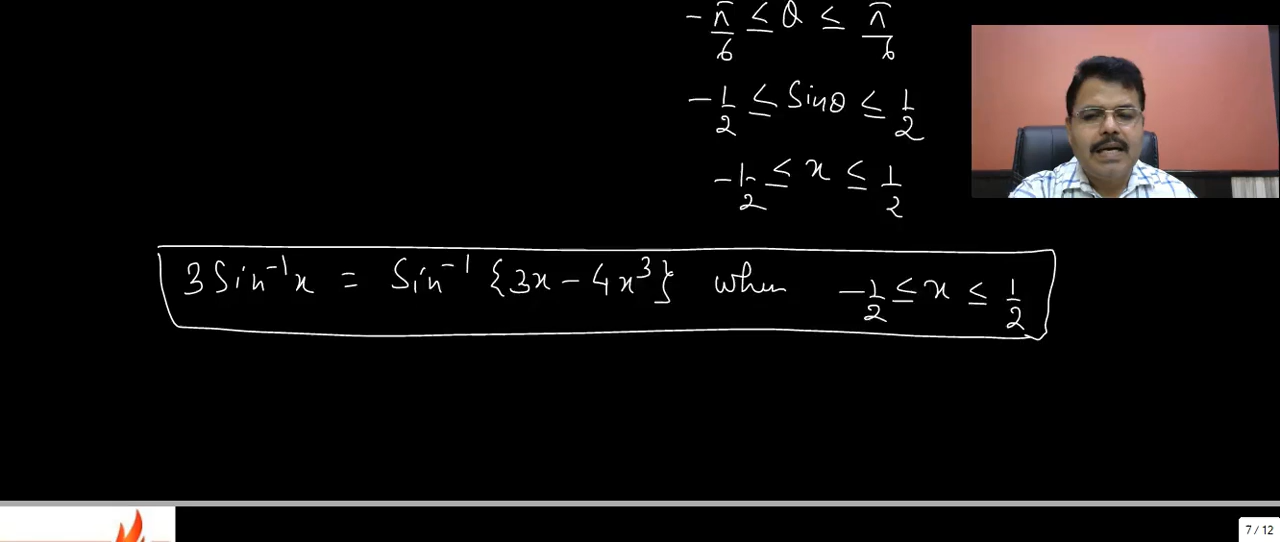 -π/6 ≤ θ ≤ π/6
-1/2 ≤ Sinθ ≤ 1/2
-1/2 ≤ x ≤ 1/2
3 Sin⁻¹x = Sin⁻¹ {3x - 4x³} when -1/2 ≤ x ≤ 1/2
7 / 12